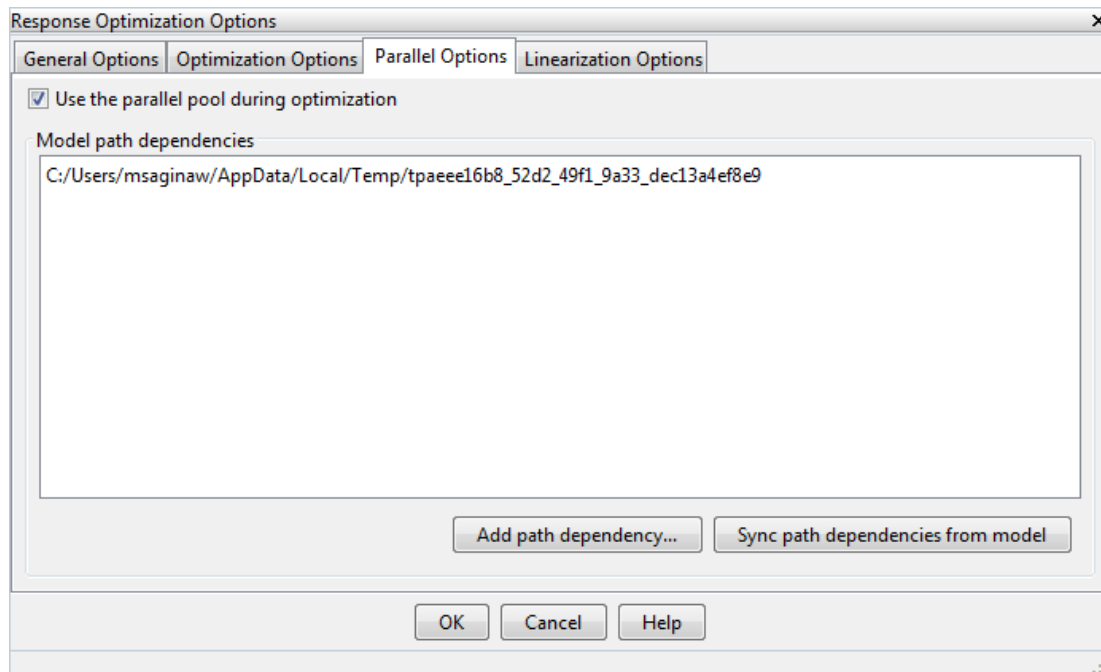 Response Optimization Options
General Options Optimization Options Parallel Options Linearization Options
Use the parallel pool during optimization
Model path dependencies
C:/Users/msaginaw/AppData/Local/Temp/tpaeee16b8_52d2_49f1_9a33_dec13a4ef8e9
Add path dependency... Sync path dependencies from model
OK Cancel Help